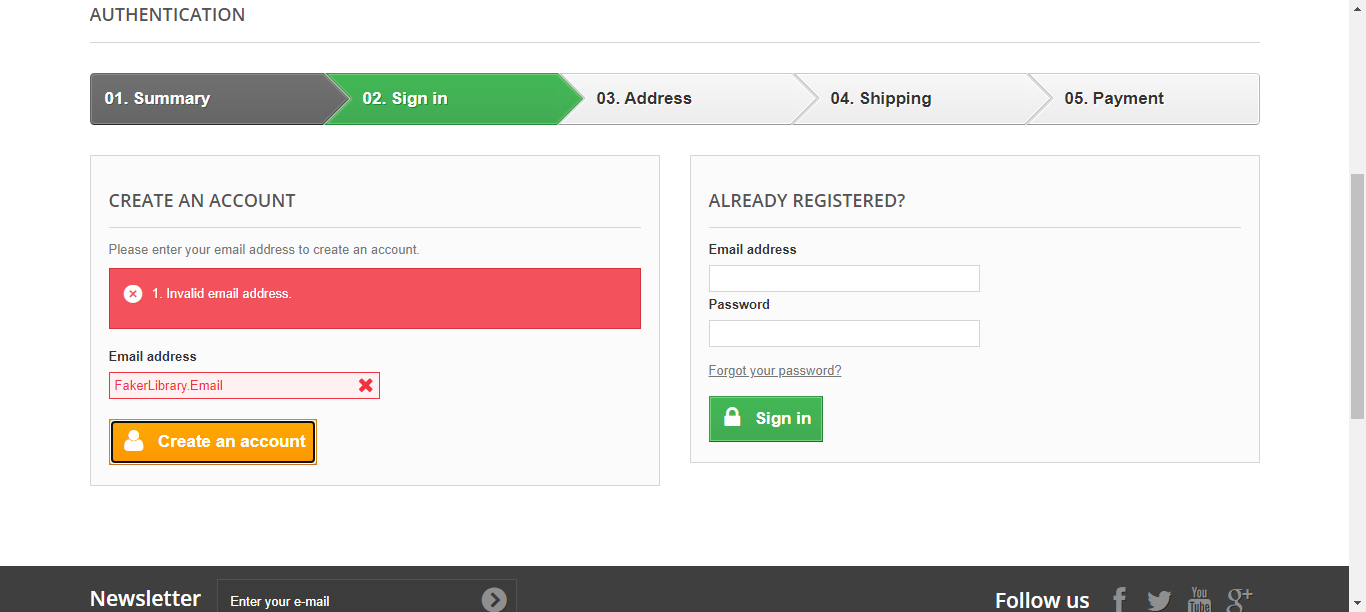 AUTHENTICATION
01. Summary
02. Sign in
03. Address
04. Shipping
05. Payment
CREATE AN ACCOUNT
Please enter your email address to create an account.
1. Invalid email address.
Email address
FakerLibrary.Email
Create an account
ALREADY REGISTERED?
Email address
Password
Forgot your password?
Sign in
Newsletter
Enter your e-mail
Follow us
You
Tube
g+